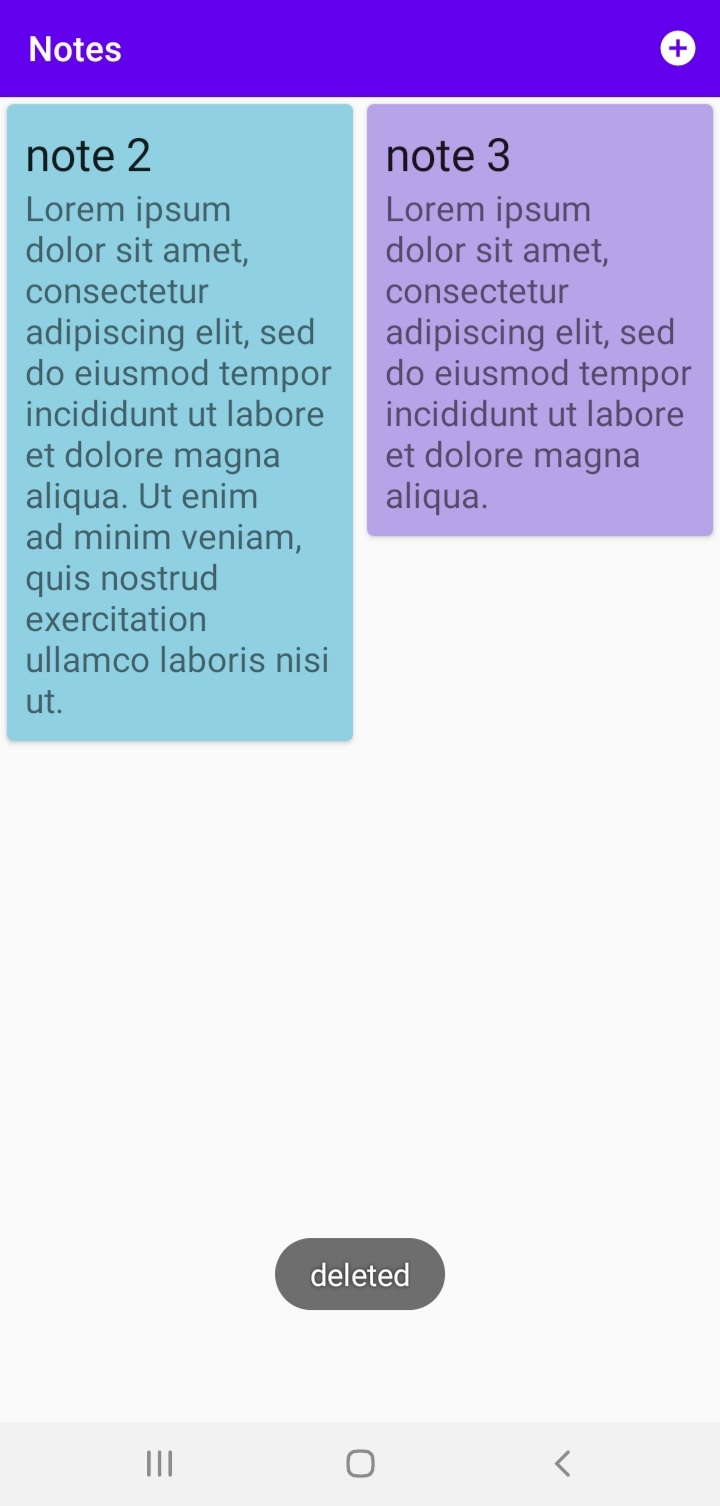 Notes
note 2
Lorem ipsum
dolor sit amet,
consectetur
adipiscing elit, sed
do eiusmod tempor
incididunt ut labore
et dolore magna
aliqua. Ut enim
ad minim veniam,
quis nostrud
exercitation
ullamco laboris nisi
ut.
note 3
Lorem ipsum
dolor sit amet,
consectetur
adipiscing elit, sed
do eiusmod tempor
incididunt ut labore
et dolore magna
aliqua.
deleted